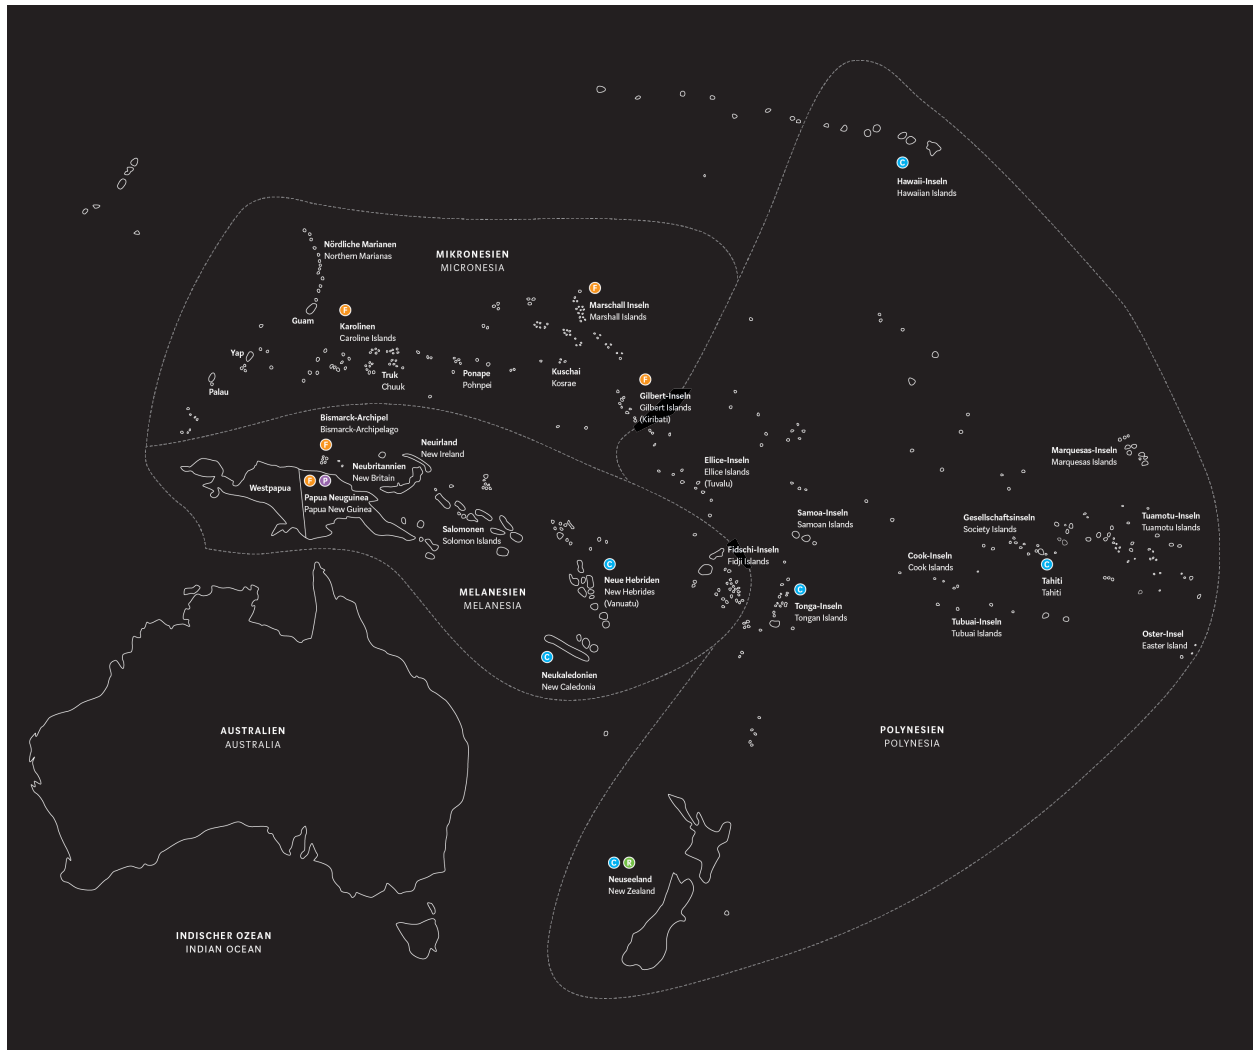 C
Hawaii-Inseln
Hawaiian Islands
Nördliche Marianen
Northern Marianas
MIKRONESIEN
MICRONESIA
F
Marschall Inseln
Marshall Islands
Guam
F
Karolinen
Caroline Islands
Yap
Palau
Truk
Chuuk
Ponape
Pohnpei
Kuschai
Kosrae
F
Gilbert-Inseln
Gilbert Islands
(Kiribati)
Bismarck-Archipel
Bismarck-Archipelago
F
Neuirland
New Ireland
Neubritannien
New Britain
Westpapua
F P
Papua Neuguinea
Papua New Guinea
Ellice-Inseln
Ellice Islands
(Tuvalu)
Marquesas-Inseln
Marquesas Islands
Salomonen
Solomon Islands
Samoa-Inseln
Samoan Islands
Gesellschaftsinseln
Society Islands
Tuamotu-Inseln
Tuamotu Islands
Fidschi-Inseln
Fidji Islands
Cook-Inseln
Cook Islands
C
Tahiti
Tahiti
C
Neue Hebriden
New Hebrides
(Vanuatu)
MELANESIEN
MELANESIA
C
Tonga-Inseln
Tongan Islands
Tubuai-Inseln
Tubuai Islands
Oster-Insel
Easter Island
C
Neukaledonien
New Caledonia
AUSTRALIEN
AUSTRALIA
POLYNESIEN
POLYNESIA
C R
Neuseeland
New Zealand
INDISCHER OZEAN
INDIAN OCEAN